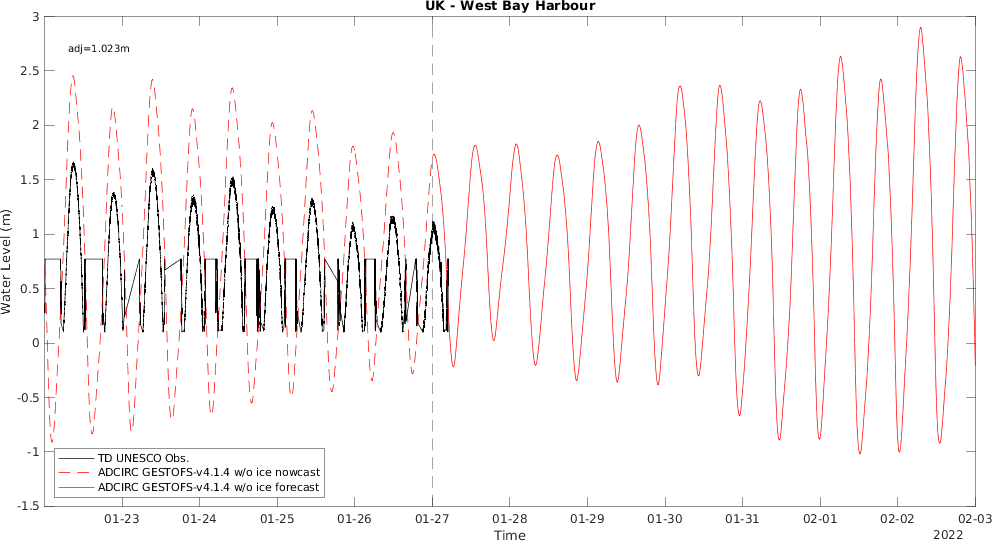 UK - West Bay Harbour
adj=1.023m
3
2.5
2
1.5
1
0.5
0
-0.5
-1
-1.5
Water Level (m)
TD UNESCO Obs.
ADCIRC GESTOFS-v4.1.4 w/o ice nowcast
ADCIRC GESTOFS-v4.1.4 w/o ice forecast
01-23 01-24 01-25 01-26 01-27 01-28 01-29 01-30 01-31 02-01 02-02 02-03
Time
2022